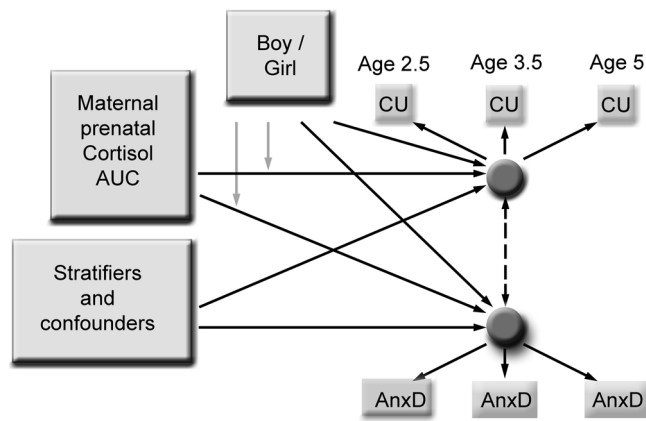 Boy /
Girl
Age 2.5
Age 3.5
Age 5
CU
CU
CU
Maternal
prenatal
Cortisol
AUC
Stratifiers
and
confounders
AnxD
AnxD
AnxD